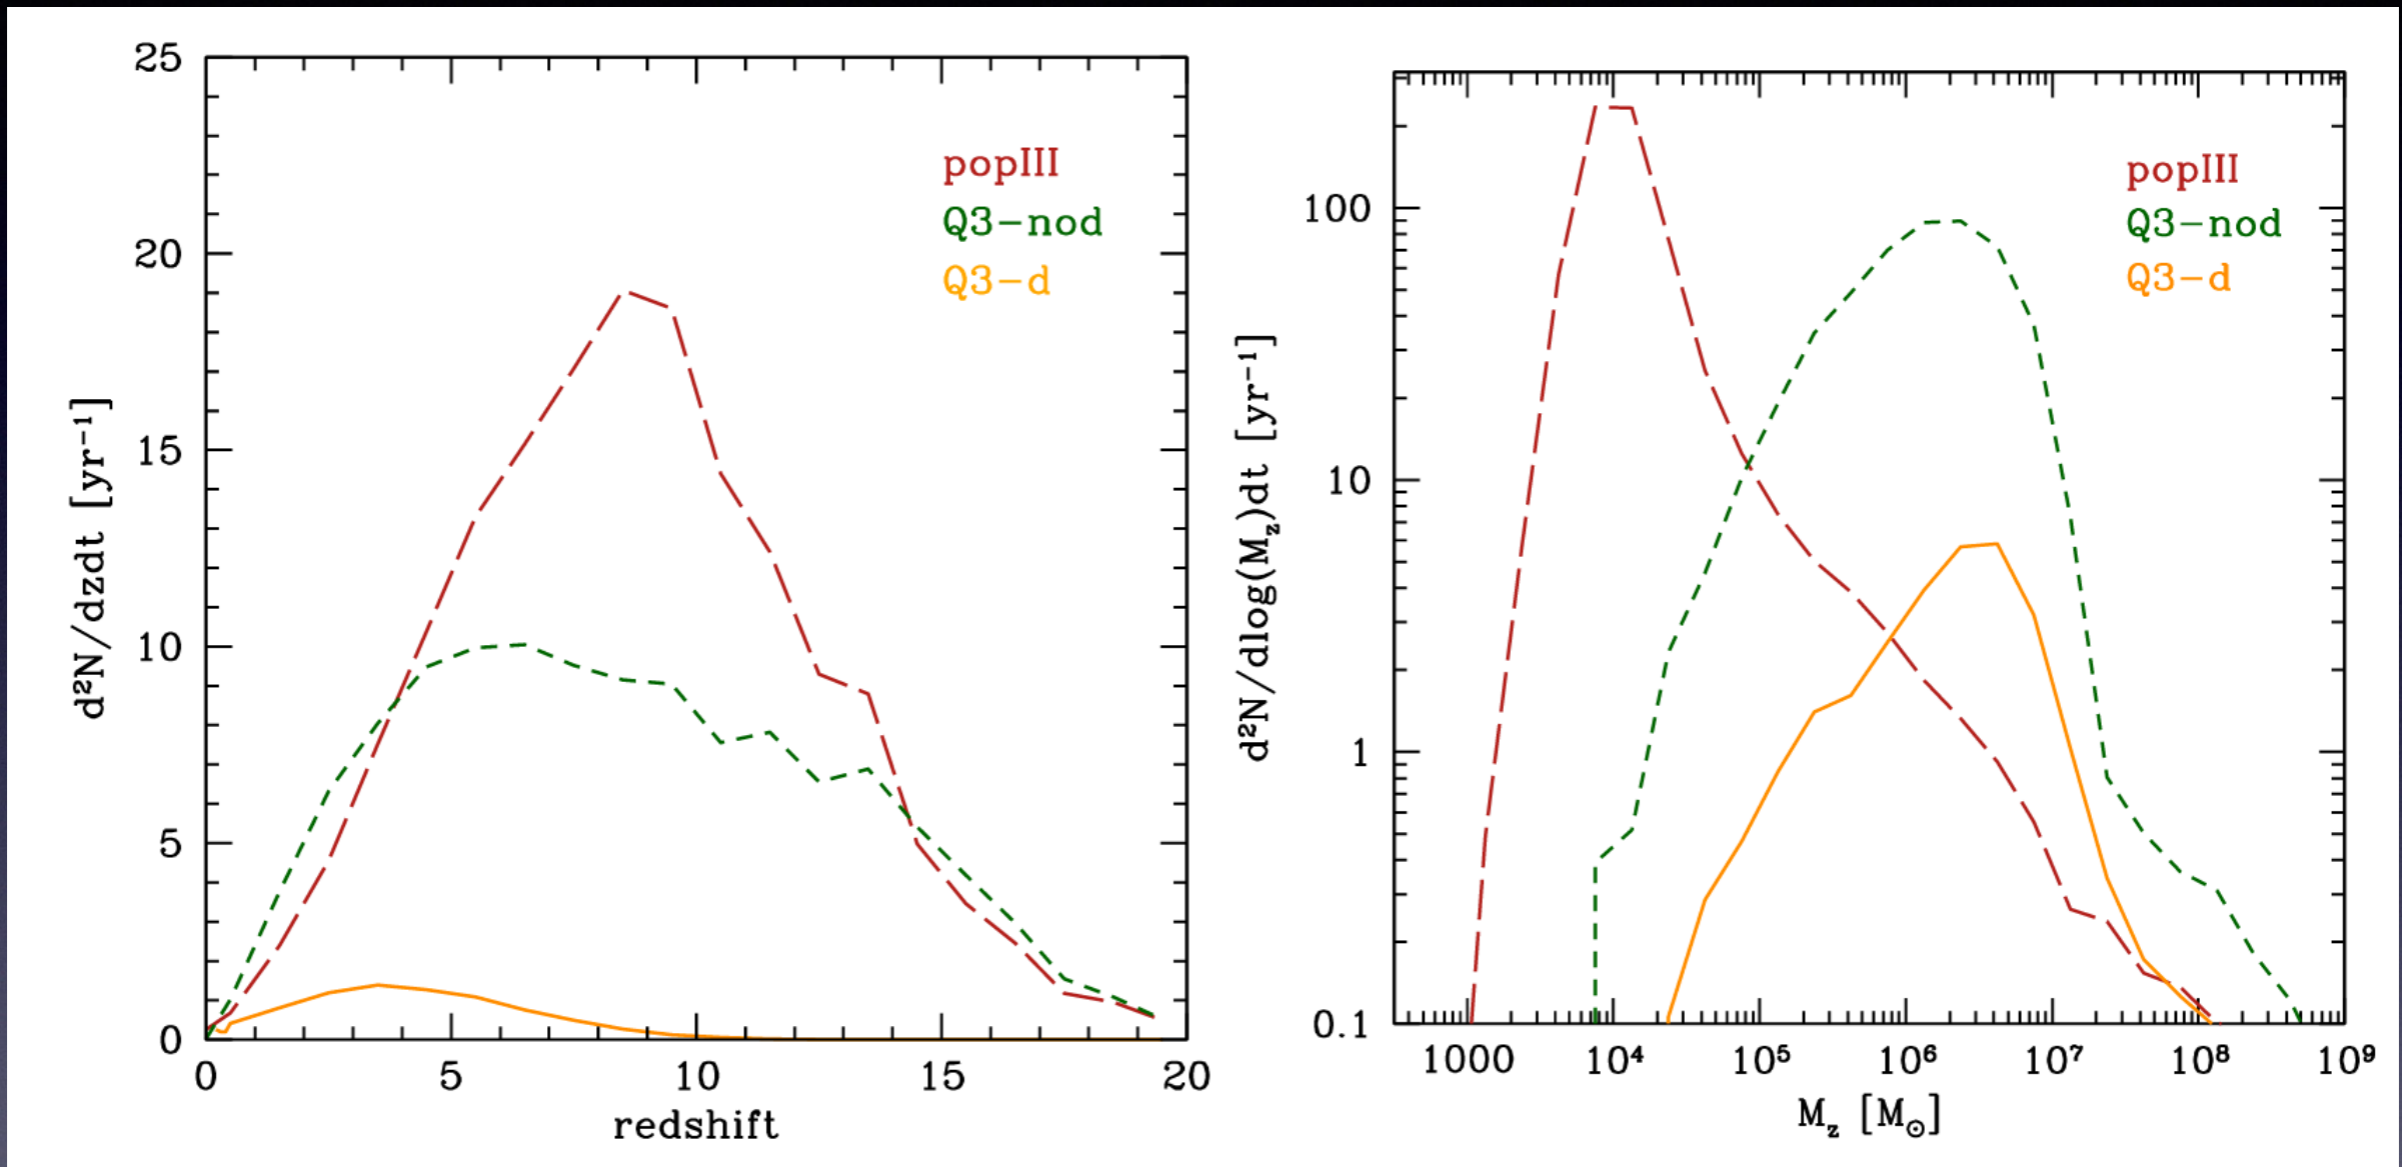 25
20
15
10
5
0
0 5 10 15 20
redshift
d²N/dzdt [yr⁻¹]
popIII
Q3-nod
Q3-d
100
10
1
0.1
1000 10⁴ 10⁵ 10⁶ 10⁷ 10⁸ 10⁹
M_z [M_⊙]
d²N/dlog(M_z)dt [yr⁻¹]
popIII
Q3-nod
Q3-d